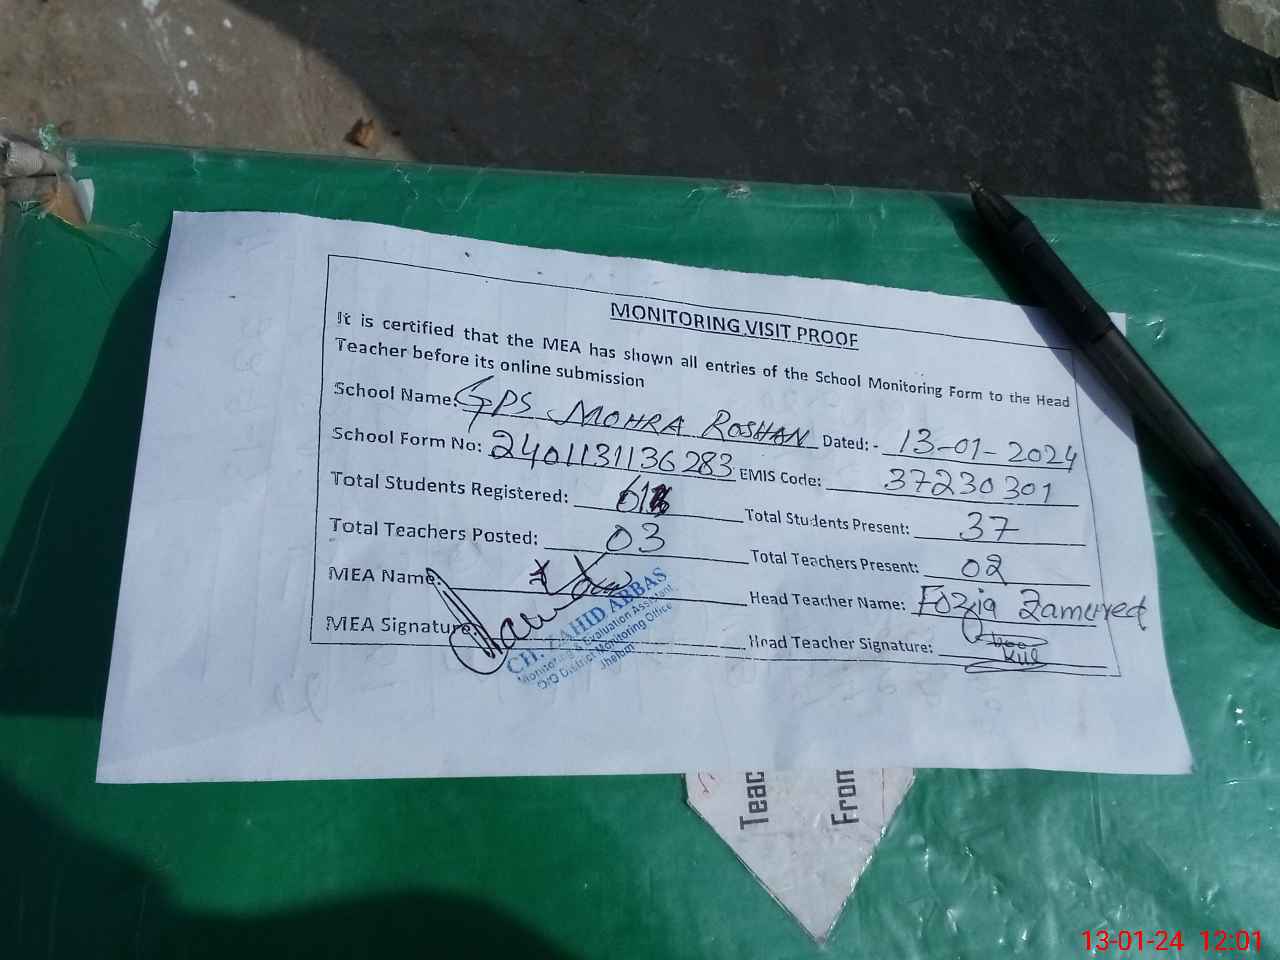 MONITORING VISIT PROOF
It is certified that the MEA has shown all entries of the School Monitoring Form to the Head
Teacher before its online submission
School Name: GPS MOHRA ROSHAN Dated: - 13-01-2024
School Form No: 2401131136283 EMIS Code: 37230301
Total Students Registered: 61 Total Students Present: 37
Total Teachers Posted: 03 Total Teachers Present: 02
MEA Name: Head Teacher Name: Fozia Zamurred
MEA Signature: Head Teacher Signature:
CH. ZAHID ABBAS
Monitoring & Evaluation Assistant
O/O District Monitoring Office
Jhelum
Teac
From
13-01-24 12:01